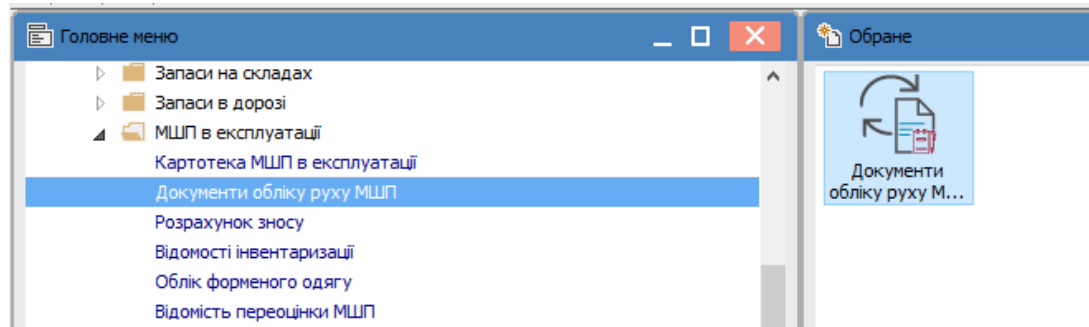 Головне меню
Запаси на складах
Запаси в дорозі
МШП в експлуатації
Картотека МШП в експлуатації
Документи обліку руху МШП
Розрахунок зносу
Відомості інвентаризації
Облік форменого одягу
Відомість переоцінки МШП
Обране
Документи
обліку руху М...